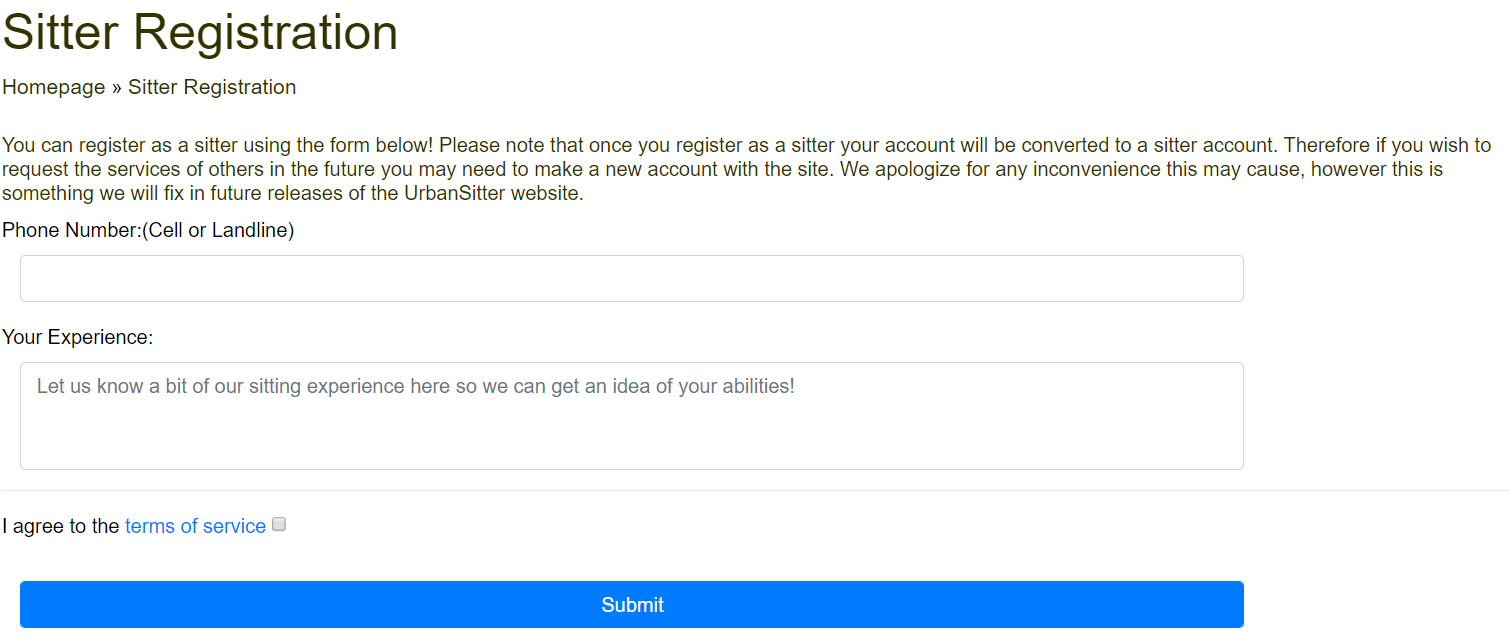 Sitter Registration
Homepage » Sitter Registration
You can register as a sitter using the form below! Please note that once you register as a sitter your account will be converted to a sitter account. Therefore if you wish to
request the services of others in the future you may need to make a new account with the site. We apologize for any inconvenience this may cause, however this is
something we will fix in future releases of the UrbanSitter website.
Phone Number:(Cell or Landline)
Your Experience:
Let us know a bit of our sitting experience here so we can get an idea of your abilities!
I agree to the terms of service
Submit